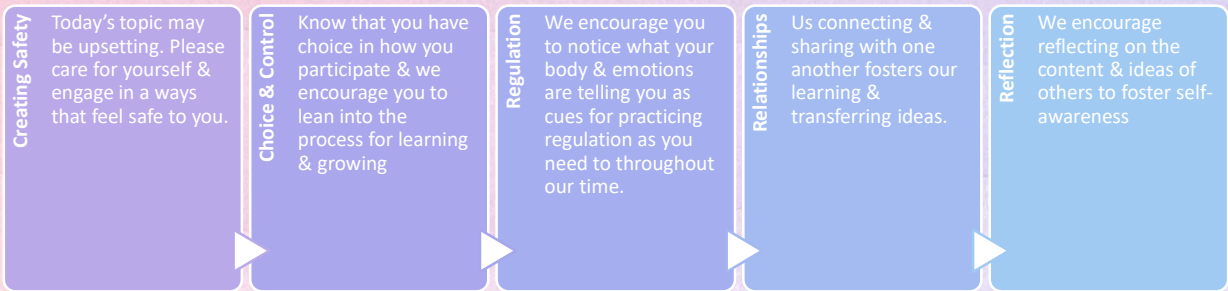 Creating Safety
Today's topic may
be upsetting. Please
care for yourself &
engage in a ways
that feel safe to you.
Choice & Control
Know that you have
choice in how you
participate & we
encourage you to
lean into the
process for learning
& growing
Regulation
We encourage you
to notice what your
body & emotions
are telling you as
cues for practicing
regulation as you
need to throughout
our time.
Relationships
Us connecting &
sharing with one
another fosters our
learning &
transferring ideas.
Reflection
We encourage
reflecting on the
content & ideas of
others to foster self-
awareness